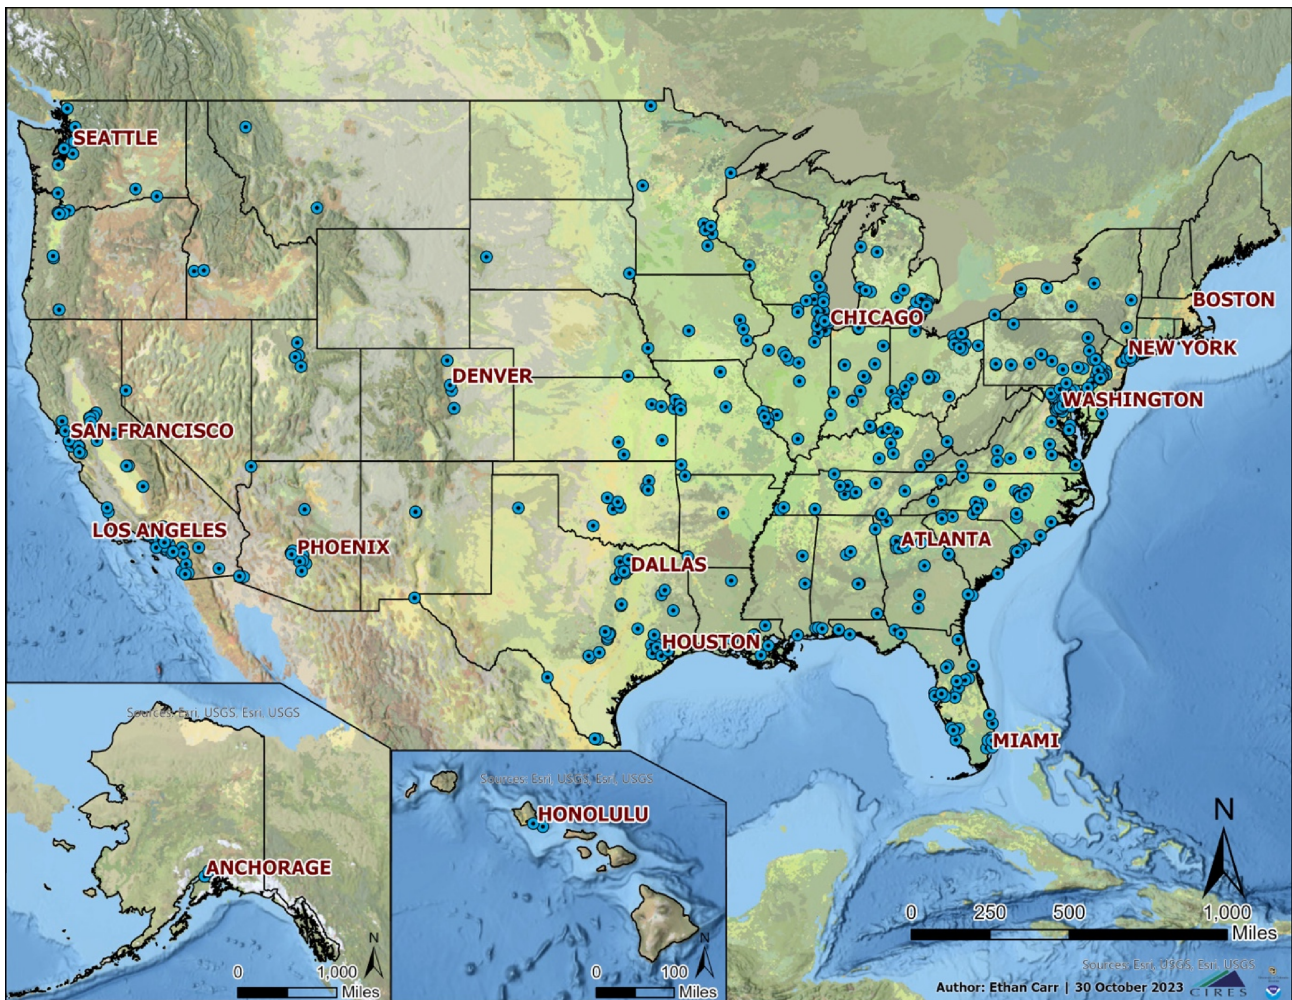 SEATTLE
BOSTON
CHICAGO
NEW YORK
DENVER
WASHINGTON
SAN FRANCISCO
LOS ANGELES
PHOENIX
ATLANTA
DALLAS
HOUSTON
Sources: Esri, USGS, Esri, USGS
MIAMI
Sources: Esri, USGS, Esri, USGS
HONOLULU
N
ANCHORAGE
0 250 500 1,000
Miles
N
0 1,000
Miles
N
0 100
Miles
Sources: Esri, USGS, Esri, USGS
Author: Ethan Carr | 30 October 2023
CIRES